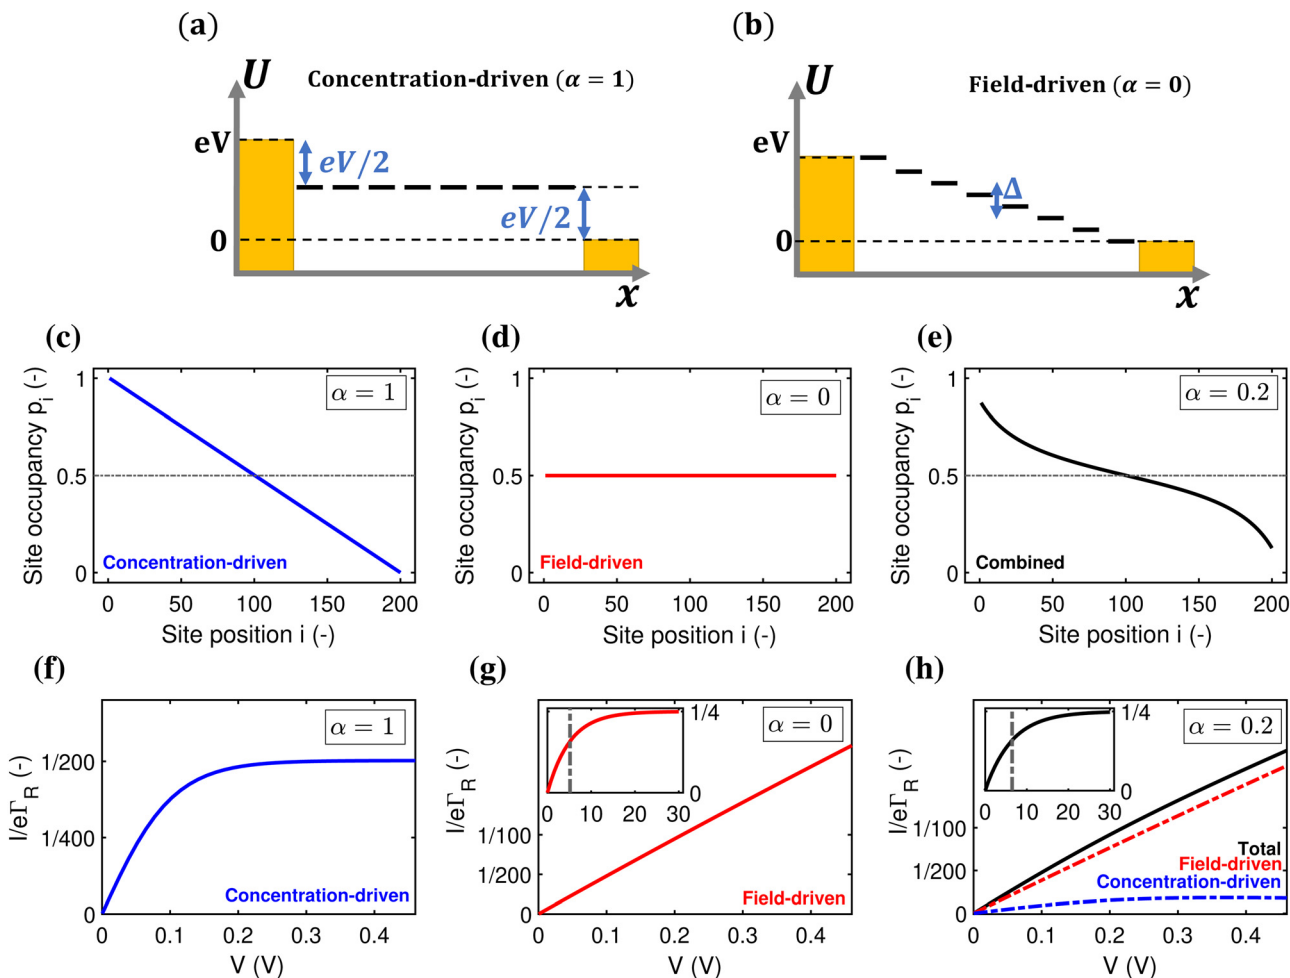 (a)
U
Concentration-driven (α = 1)
eV
eV/2
eV/2
0
x
(b)
U
Field-driven (α = 0)
eV
Δ
0
x
(c)
Site occupancy p_i (-)
1
0.5
0
α = 1
Concentration-driven
0 50 100 150 200
Site position i (-)
(d)
Site occupancy p_i (-)
1
0.5
0
α = 0
Field-driven
0 50 100 150 200
Site position i (-)
(e)
Site occupancy p_i (-)
1
0.5
0
α = 0.2
Combined
0 50 100 150 200
Site position i (-)
(f)
I/eΓ_R (-)
1/200
1/400
0
α = 1
Concentration-driven
0 0.1 0.2 0.3 0.4
V (V)
(g)
I/eΓ_R (-)
1/100
1/200
0
1/4
0
0 10 20 30
α = 0
Field-driven
0 0.1 0.2 0.3 0.4
V (V)
(h)
I/eΓ_R (-)
1/100
1/200
0
1/4
0
0 10 20 30
α = 0.2
Total
Field-driven
Concentration-driven
0 0.1 0.2 0.3 0.4
V (V)